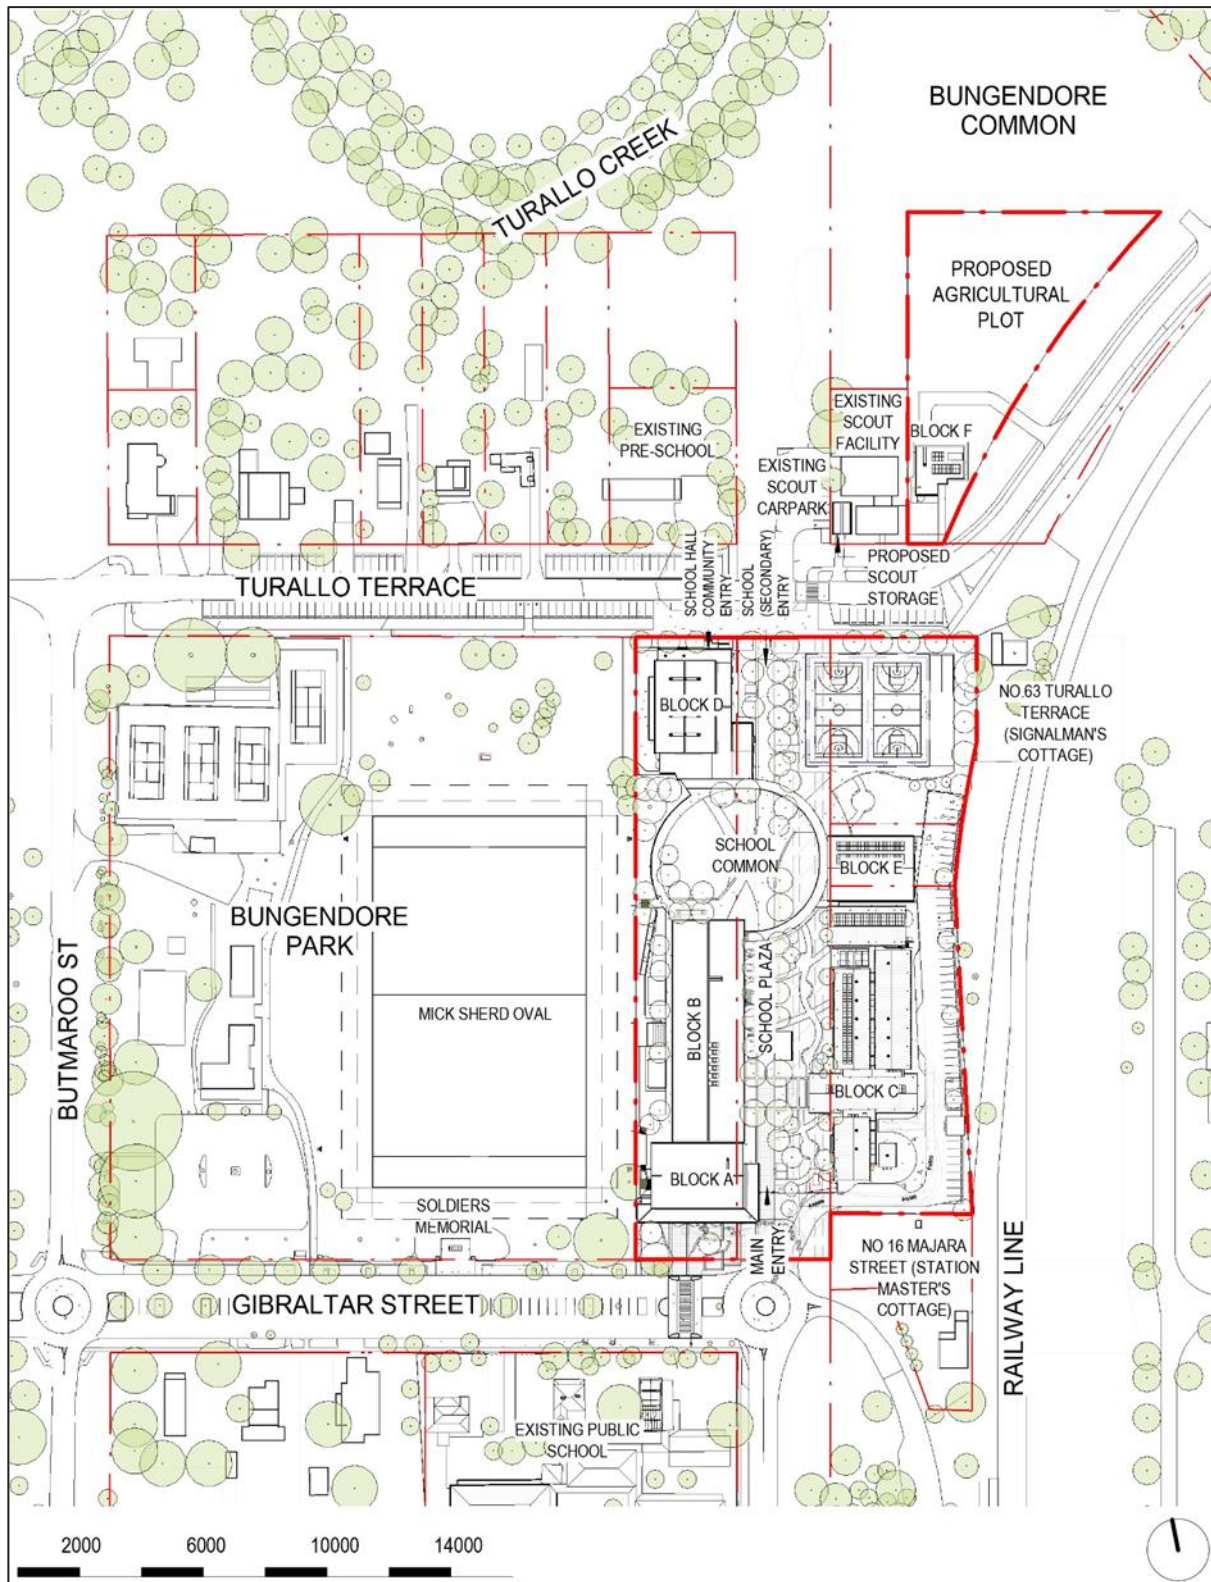 BUNGENDORE
COMMON
TURALLO CREEK
PROPOSED
AGRICULTURAL
PLOT
EXISTING
SCOUT
FACILITY
BLOCK F
EXISTING
PRE-SCHOOL
EXISTING
SCOUT
CARPARK
PROPOSED
SCOUT
STORAGE
SCHOOL HALL
COMMUNITY
ENTRY
SCHOOL
(SECONDARY)
ENTRY
TURALLO TERRACE
BLOCK D
NO.63 TURALLO
TERRACE
(SIGNALMAN'S
COTTAGE)
SCHOOL
COMMON
BLOCK E
BUNGENDORE
PARK
BUTMAROO ST
MICK SHERD OVAL
BLOCK B
SCHOOL PLAZA
BLOCK C
BLOCK A
SOLDIERS
MEMORIAL
MAIN
ENTRY
NO 16 MAJARA
STREET (STATION
MASTER'S
COTTAGE)
RAILWAY LINE
GIBRALTAR STREET
EXISTING PUBLIC
SCHOOL
2000 6000 10000 14000